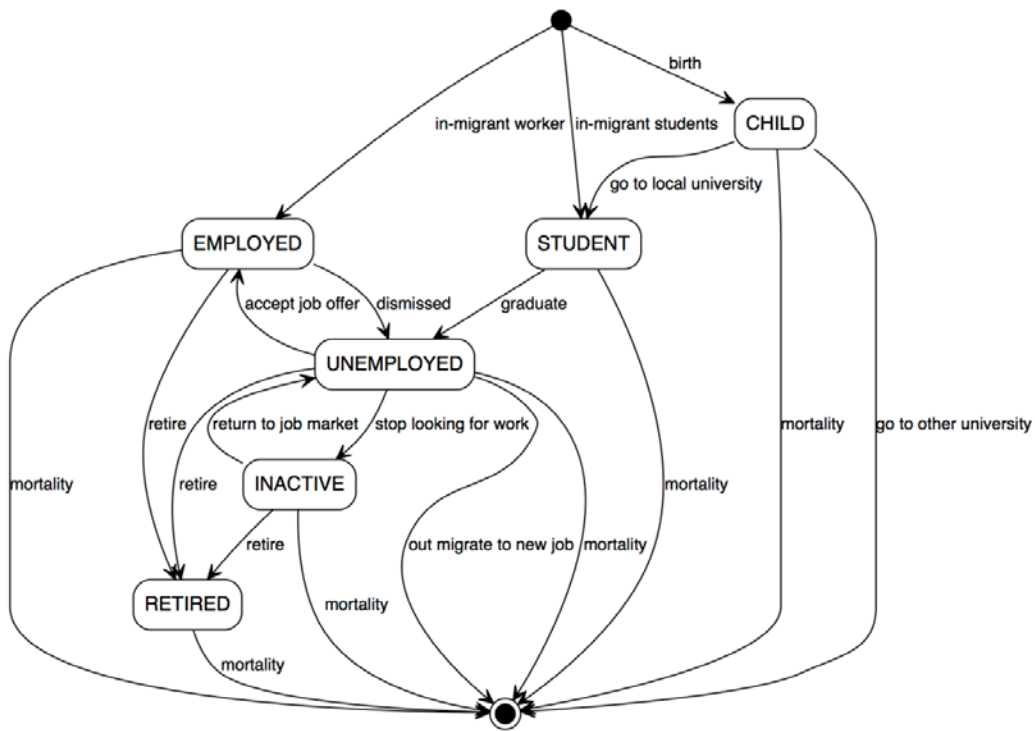 birth
CHILD
in-migrant worker
in-migrant students
go to local university
EMPLOYED
STUDENT
accept job offer
dismissed
graduate
UNEMPLOYED
retire
return to job market
stop looking for work
mortality
go to other university
mortality
retire
INACTIVE
mortality
retire
out migrate to new job
mortality
RETIRED
mortality
mortality